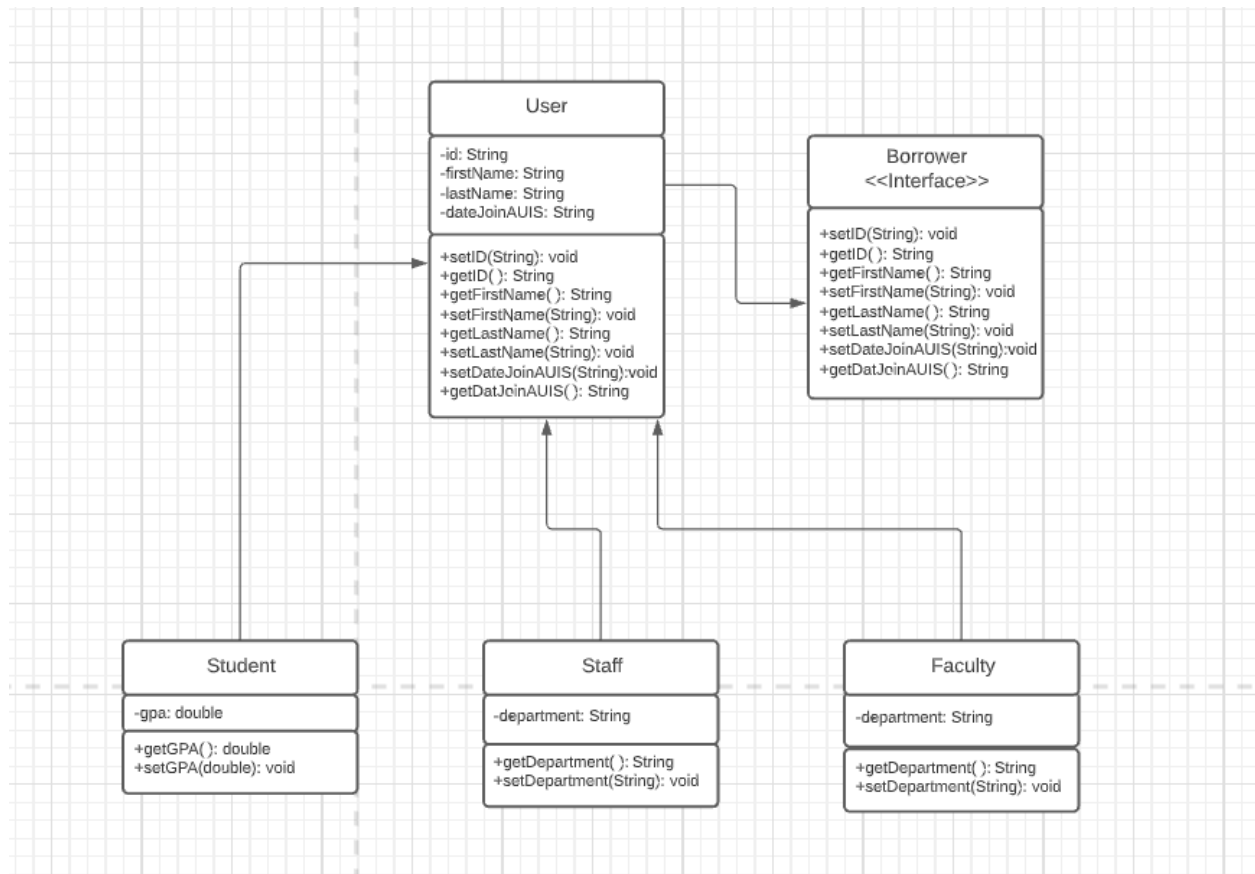 User
-id: String
-firstName: String
-lastName: String
-dateJoinAUIS: String
+setID(String): void
+getID( ): String
+getFirstName( ): String
+setFirstName(String): void
+getLastName( ): String
+setLastName(String): void
+setDateJoinAUIS(String):void
+getDatJoinAUIS( ): String
Borrower
<<Interface>>
+setID(String): void
+getID( ): String
+getFirstName( ): String
+setFirstName(String): void
+getLastName( ): String
+setLastName(String): void
+setDateJoinAUIS(String):void
+getDatJoinAUIS( ): String
Student
-gpa: double
+getGPA( ): double
+setGPA(double): void
Staff
-department: String
+getDepartment( ): String
+setDepartment(String): void
Faculty
-department: String
+getDepartment( ): String
+setDepartment(String): void